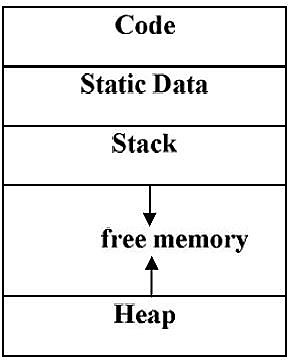 Code
Static Data
Stack
free memory
Heap